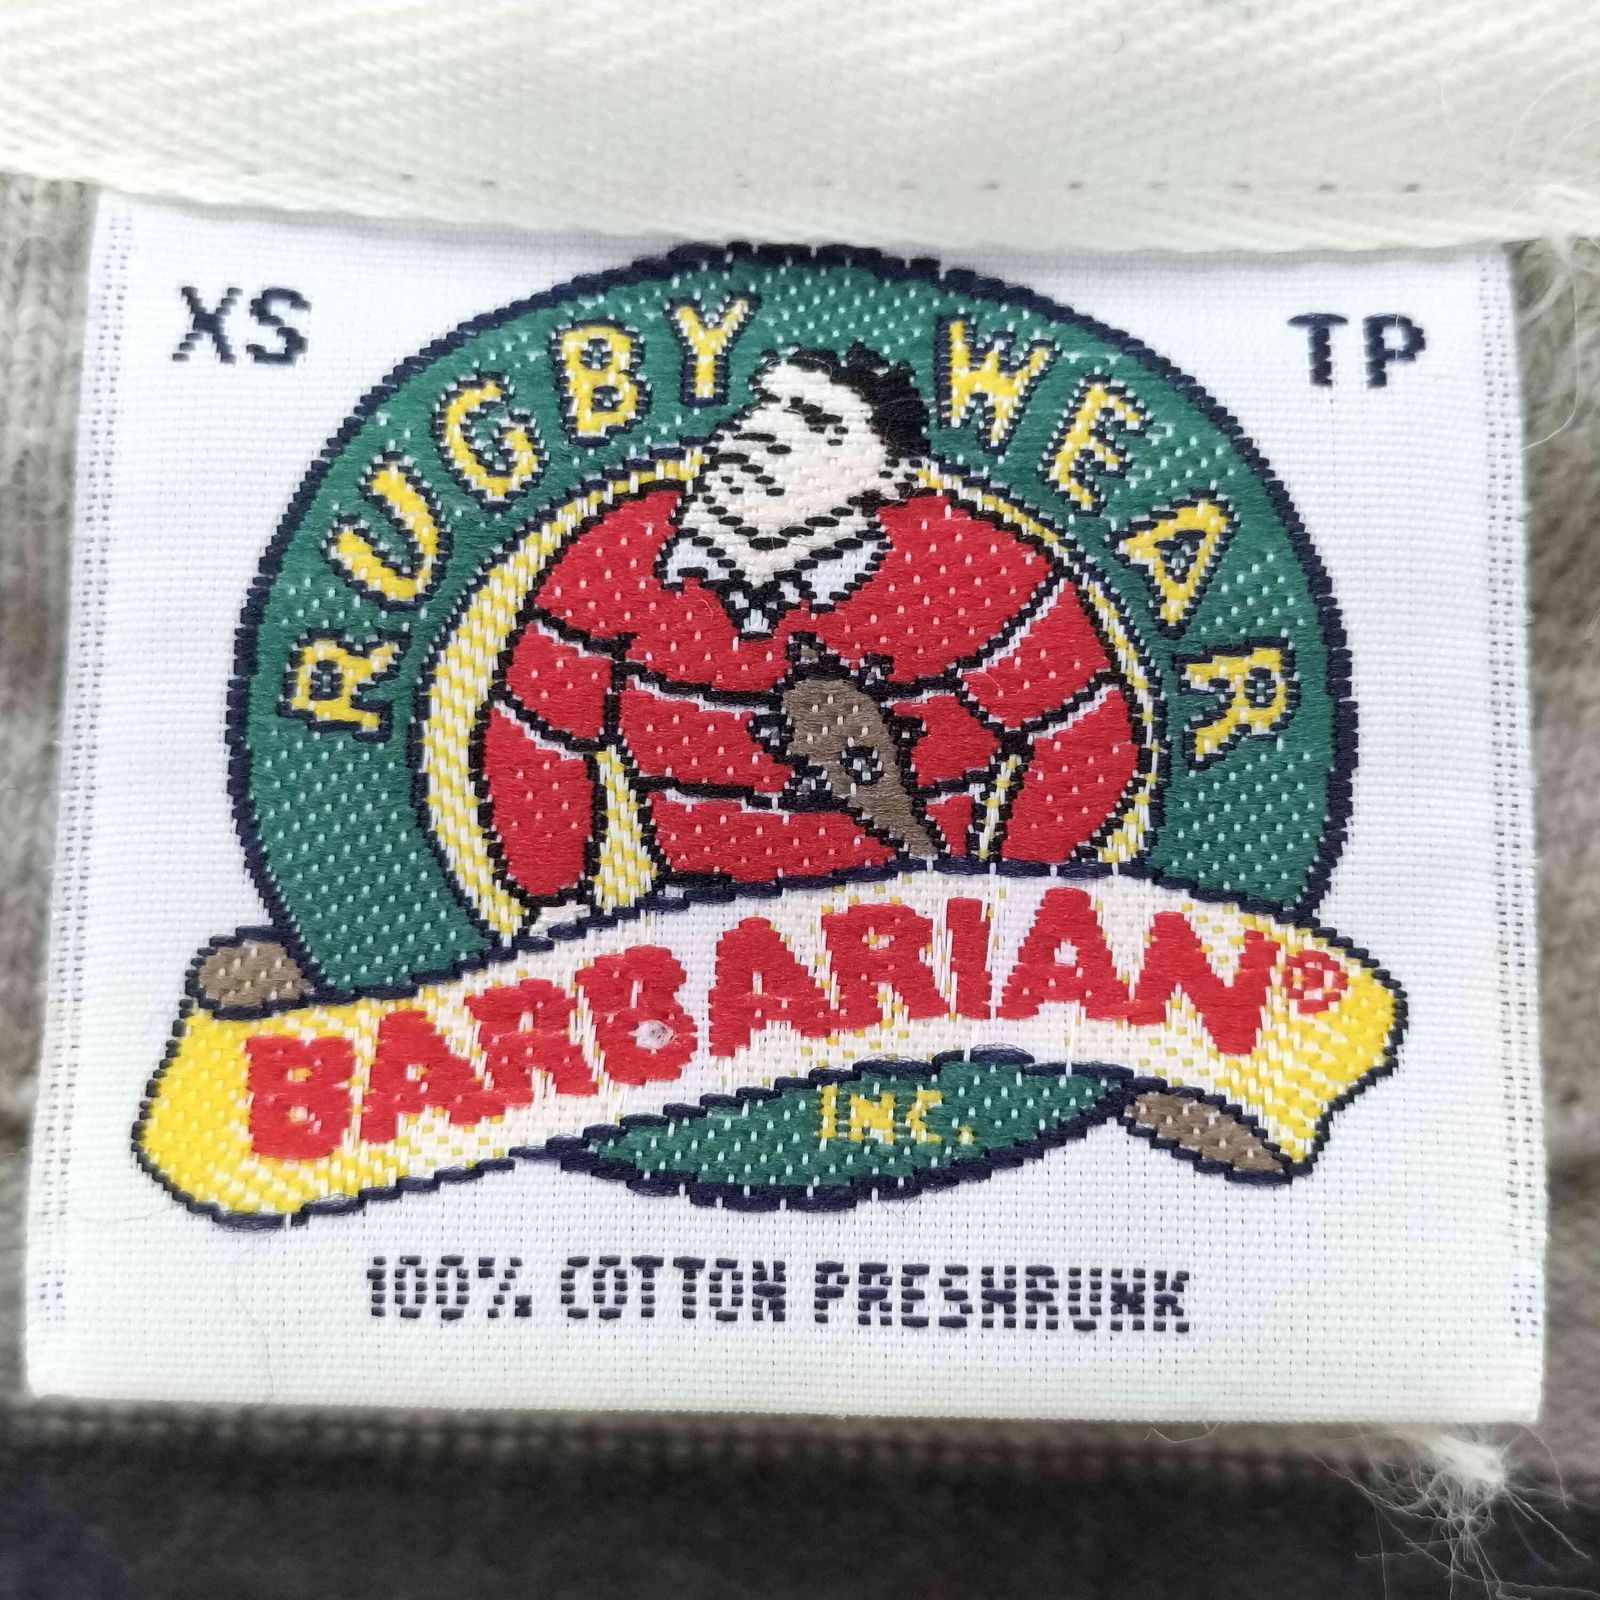 XS TP
RUGBY WEAR
BARBARIAN®
INC.
100% COTTON PRESHRUNK